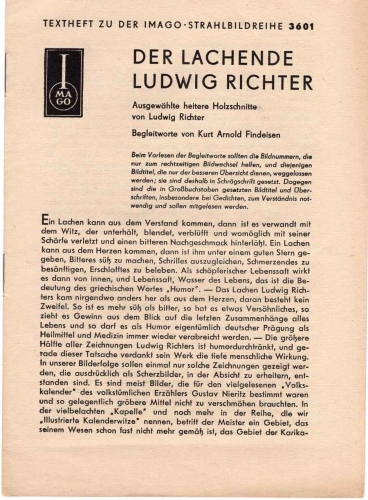 TEXTHEFT ZU DER IMAGO-STRAHLBILDREIHE 3601
I
MA
GO
DER LACHENDE
LUDWIG RICHTER
Ausgewählte heitere Holzschnitte
von Ludwig Richter
Begleitworte von Kurt Arnold Findeisen
Beim Vorlesen der Begleitworte sollten die Bildnummern, die
nur zum rechtzeitigen Bildwechsel hellen, und diejenigen
Bildtitel, die nur der besseren Übersicht dienen, weggelassen
werden; sie sind deshalb in Schrägschrift gesetzt. Dagegen
sind die in Großbuchstaben gesetzten Bildtitel und Über-
schriften, insbesondere bei Gedichten, zum Verständnis not-
wendig und sollen mitgelesen werden.
Ein Lachen kann aus dem Verstand kommen, dann ist es verwandt mit
dem Witz, der unterhält, blendet, verblüfft und womöglich mit seiner
Schärfe verletzt und einen bitteren Nachgeschmack hinterläßt. Ein Lachen
kann aus dem Herzen kommen, dann ist ihm unter einem guten Stern ge-
geben, Bitteres süß zu machen, Schrilles auszugleichen, Schmerzendes zu
besänftigen, Erschlafftes zu beleben. Als schöpferischer Lebenssaft wirkt
es dann von innen, und Lebenssaft, Wasser des Lebens, das ist die Be-
deutung des griechischen Wortes „Humor". — Das Lachen Ludwig Rich-
ters kam nirgendwo anders her als aus dem Herzen, daran besteht kein
Zweifel. So ist es mehr süß als bitter, so hat es etwas Versöhnliches, so
zieht es Gewinn aus dem Blick auf die letzten Zusammenhänge alles
Lebens und so darf es als Humor eigentümlich deutscher Prägung als
Heilmittel und Medizin immer wieder verabreicht werden. — Die größere
Hälfte aller Zeichnungen Ludwig Richters ist humordurchtränkt, und ge-
rade dieser Tatsache verdankt sein Werk die tiefe menschliche Wirkung.
In unserer Bilderfolge sollen einmal nur solche Zeichnungen gezeigt wer-
den, die ausdrücklich als Scherzbilder, in der Absicht zu erheitern, ent-
standen sind. Es sind meist Bilder, die für den vielgelesenen „Volks-
kalender" des volkstümlichen Erzählers Gustav Nieritz bestimmt waren
und so gelegentlich gröbere Mittel nicht zu verschmähen brauchten. In
der vielbelachten „Kapelle" und noch mehr in der Reihe, die wir
„Illustrierte Kalenderwitze" nennen, betritt der Meister ein Gebiet, das
seinem Wesen schon fast nicht mehr gemäß ist, das Gebiet der Karika-